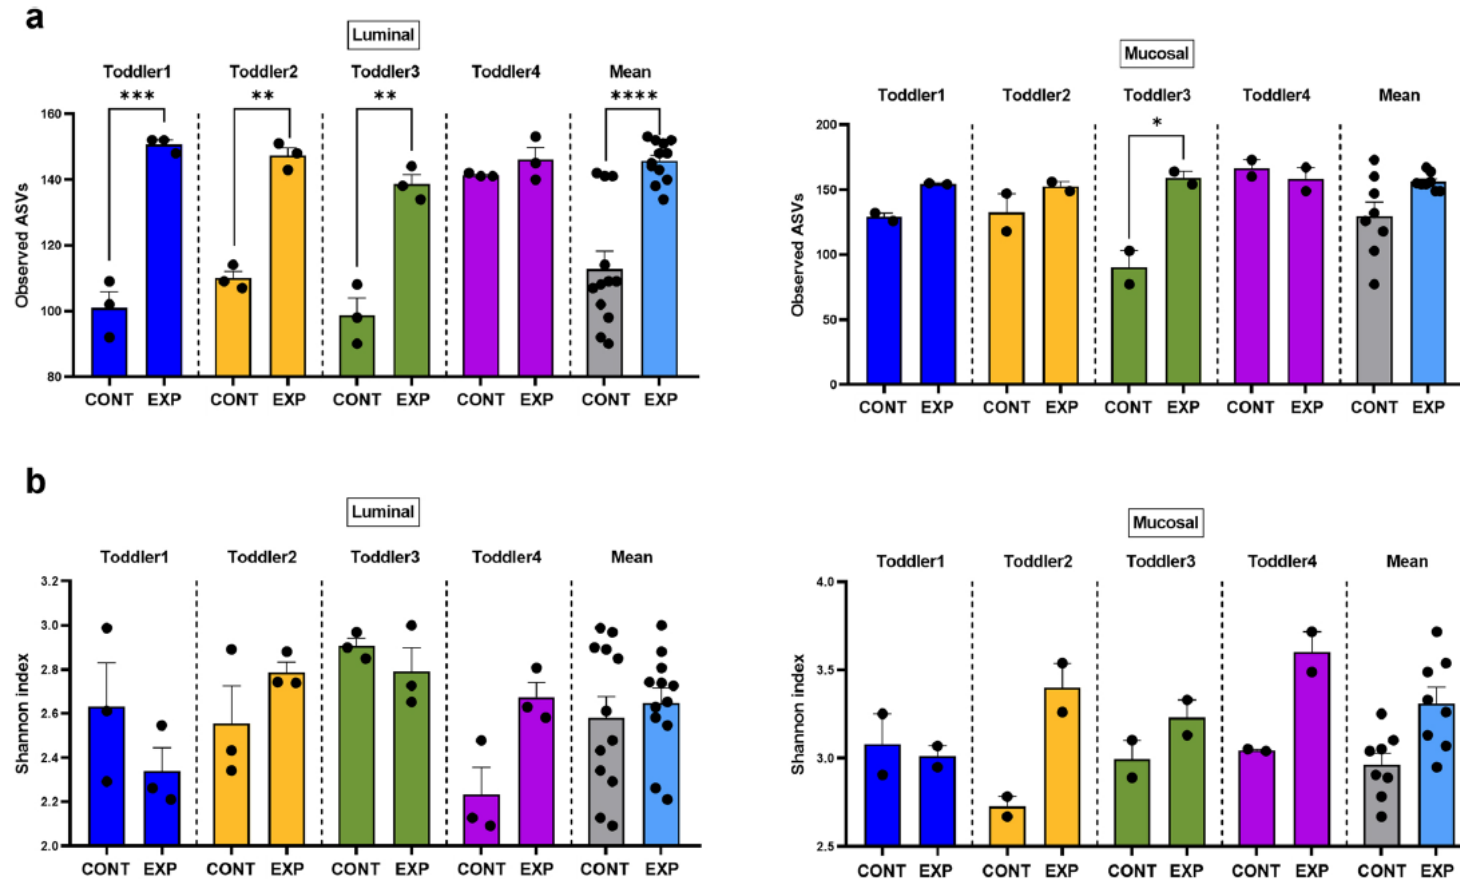 a
Luminal
Toddler1 Toddler2 Toddler3 Toddler4 Mean
*** ** ** ****
Observed ASVs
160
140
120
100
80
CONT EXP CONT EXP CONT EXP CONT EXP CONT EXP
Mucosal
Toddler1 Toddler2 Toddler3 Toddler4 Mean
*
Observed ASVs
200
150
100
50
0
CONT EXP CONT EXP CONT EXP CONT EXP CONT EXP
b
Luminal
Toddler1 Toddler2 Toddler3 Toddler4 Mean
Shannon index
3.2
3.0
2.8
2.6
2.4
2.2
2.0
CONT EXP CONT EXP CONT EXP CONT EXP CONT EXP
Mucosal
Toddler1 Toddler2 Toddler3 Toddler4 Mean
Shannon index
4.0
3.5
3.0
2.5
CONT EXP CONT EXP CONT EXP CONT EXP CONT EXP